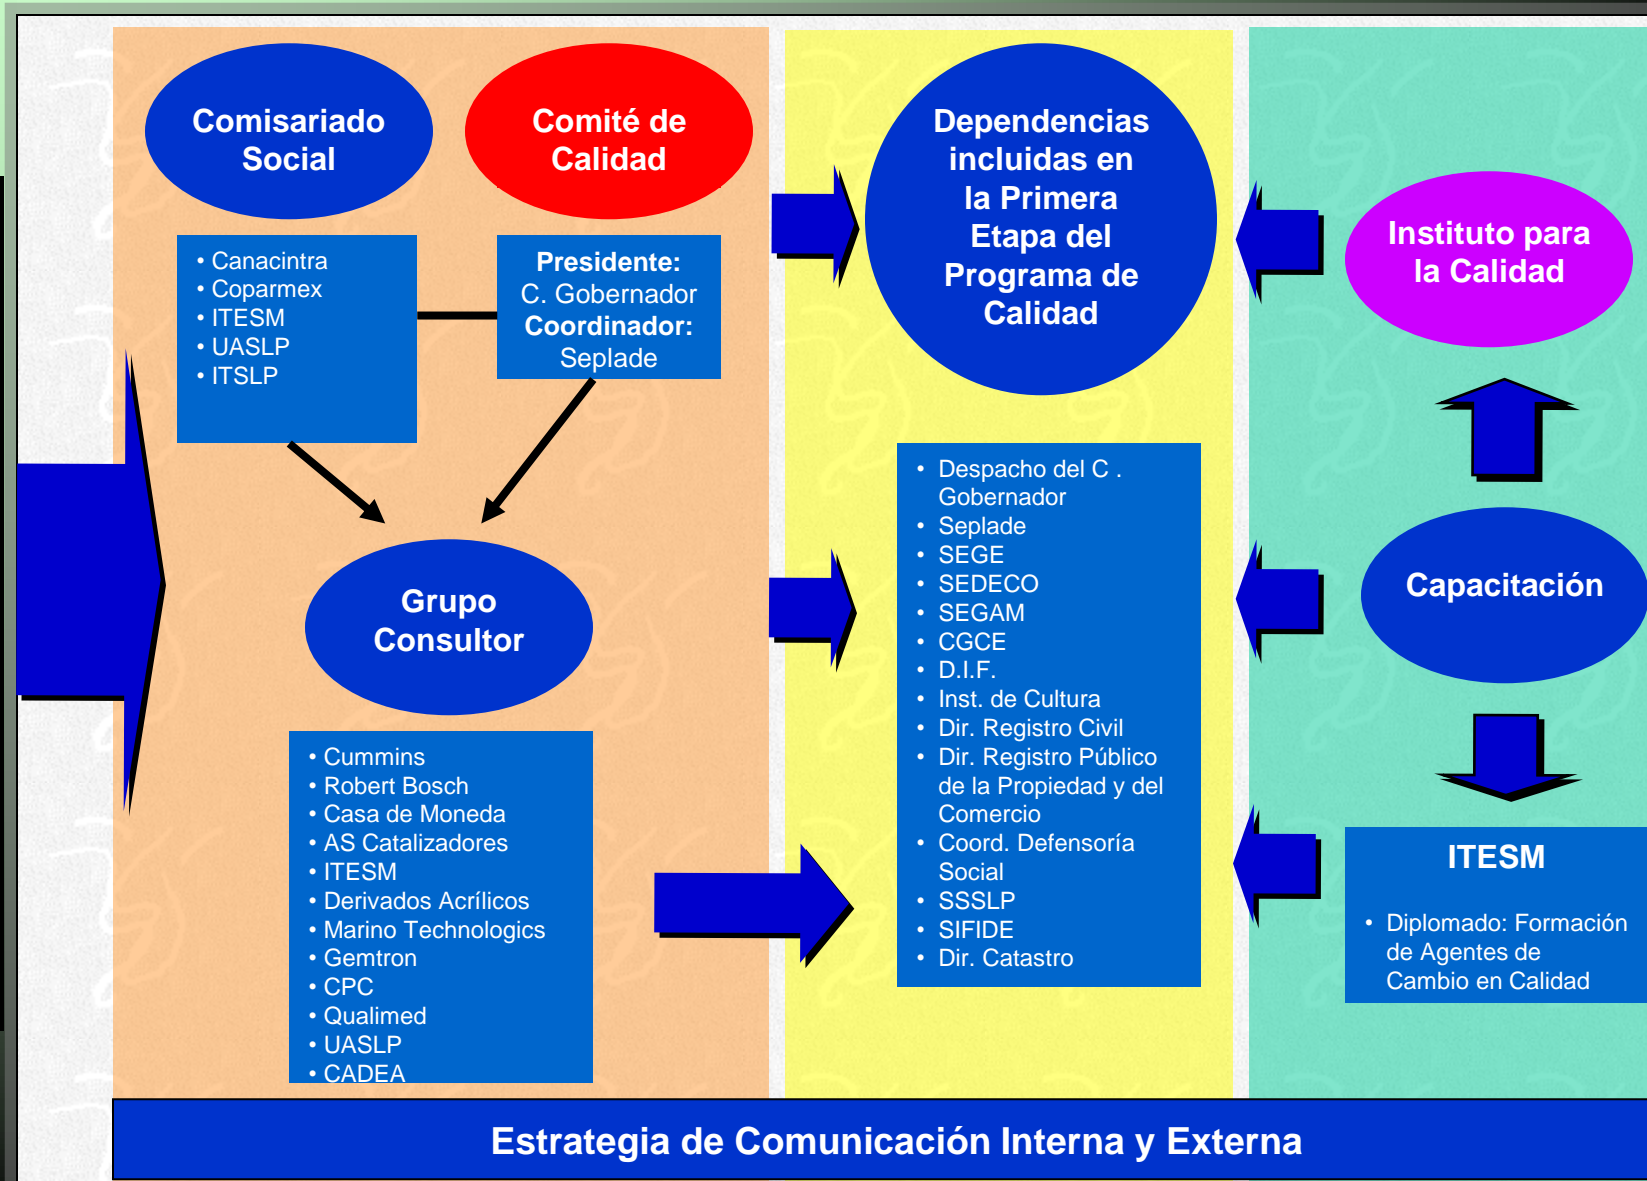 Comisariado
Social
Comité de
Calidad
• Canacintra
• Coparmex
• ITESM
• UASLP
• ITSLP
Presidente:
C. Gobernador
Coordinador:
Seplade
Grupo
Consultor
• Cummins
• Robert Bosch
• Casa de Moneda
• AS Catalizadores
• ITESM
• Derivados Acrílicos
• Marino Technologics
• Gemtron
• CPC
• Qualimed
• UASLP
• CADEA
Dependencias
incluidas en
la Primera
Etapa del
Programa de
Calidad
• Despacho del C .
Gobernador
• Seplade
• SEGE
• SEDECO
• SEGAM
• CGCE
• D.I.F.
• Inst. de Cultura
• Dir. Registro Civil
• Dir. Registro Público
de la Propiedad y del
Comercio
• Coord. Defensoría
Social
• SSSLP
• SIFIDE
• Dir. Catastro
Instituto para
la Calidad
Capacitación
ITESM
• Diplomado: Formación
de Agentes de
Cambio en Calidad
Estrategia de Comunicación Interna y Externa